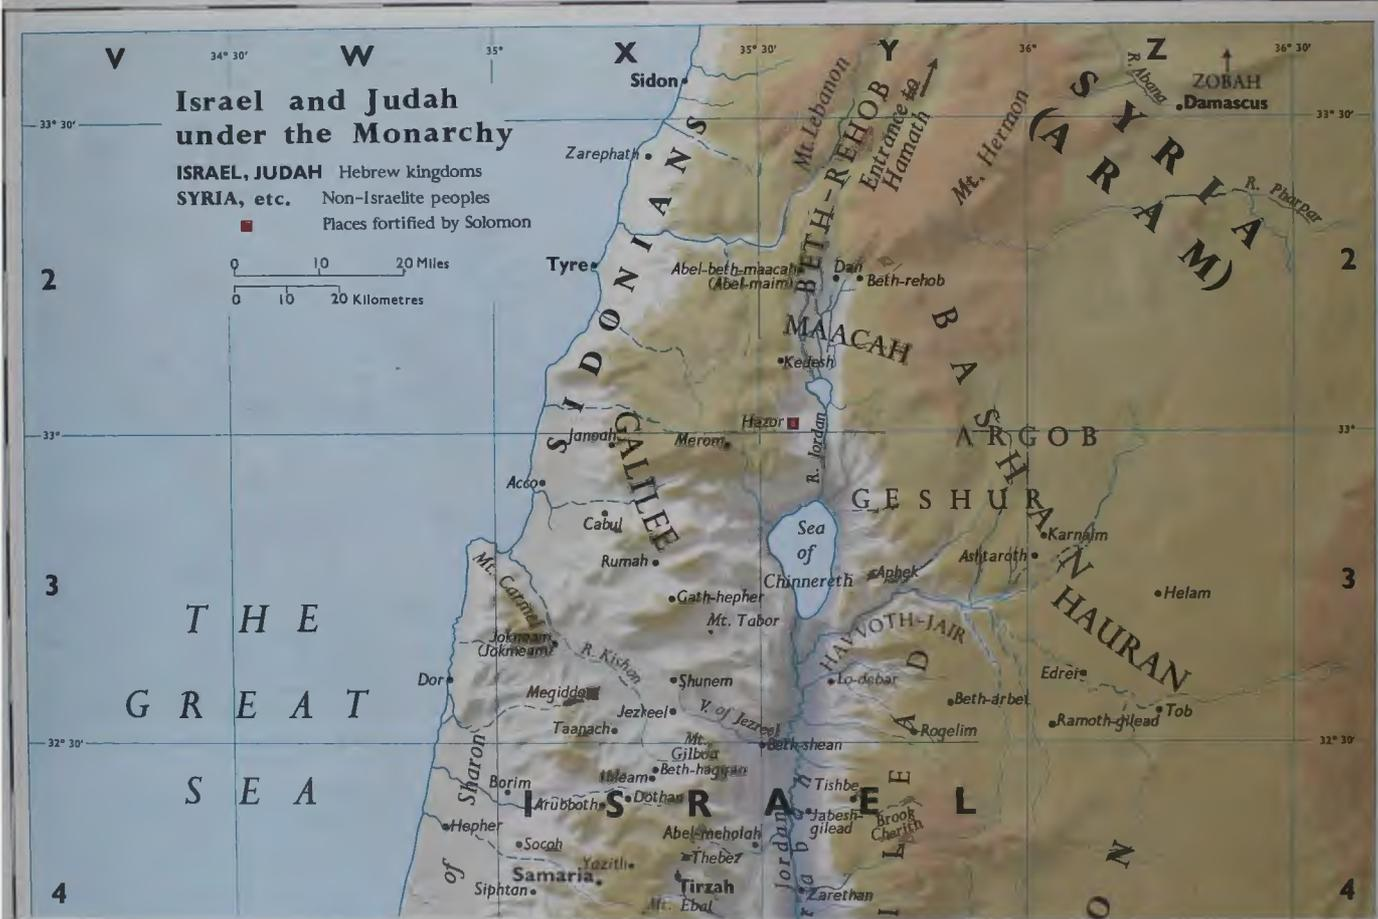 V W X Y Z
34° 30' 35° 35° 30' 36° 36° 30'
Israel and Judah
under the Monarchy
ISRAEL, JUDAH Hebrew kingdoms
SYRIA, etc. Non-Israelite peoples
Places fortified by Solomon
0 10 20 Miles
0 10 20 Kilometres
33° 30'
33° 30'
Sidon
Zarephath
Mt. Lebanon
BETH-REHOB
Entrance to
Hamath
Mt. Hermon
R. Abana
ZOBAH
Damascus
SYRIA
(ARAM)
R. Pharpar
SIDONIANS
2
2
Tyre
Abel-beth-maacah
(Abel-maim)
Dan
Beth-rehob
MAACAH
Kedesh
BASHAN
33°
33°
Hazor
Janoah
Merom
GALILEE
R. Jordan
ARGOB
GESHUR
Acco
Cabul
Sea
of
Chinnereth
Karnaim
Ashtaroth
Rumah
Aphek
3
3
Mt. Carmel
Gath-hepher
Mt. Tabor
Helam
THE
GREAT
SEA
HAVVOTH-JAIR
HAURAN
Jokneam
(Jokmeam)
R. Kishon
Dor
Shunem
Lo-debar
Edrei
Megiddo
Jezreel
V. of Jezreel
Beth-arbel
Tob
Ramoth-gilead
Taanach
Rogelim
Beth-shean
32° 30'
32° 30'
Mt.
Gilboa
Beth-haggan
Ibleam
Sharon
of
Borim
Arubboth
Dothan
Tishbe
ISRAEL
Jabesh-
gilead
Brook
Cherith
Hepher
Abel-meholah
Socoh
Thebez
Yazith
Samaria
Tirzah
Siphtan
Jordan
Zarethan
Mt. Ebal
4
4